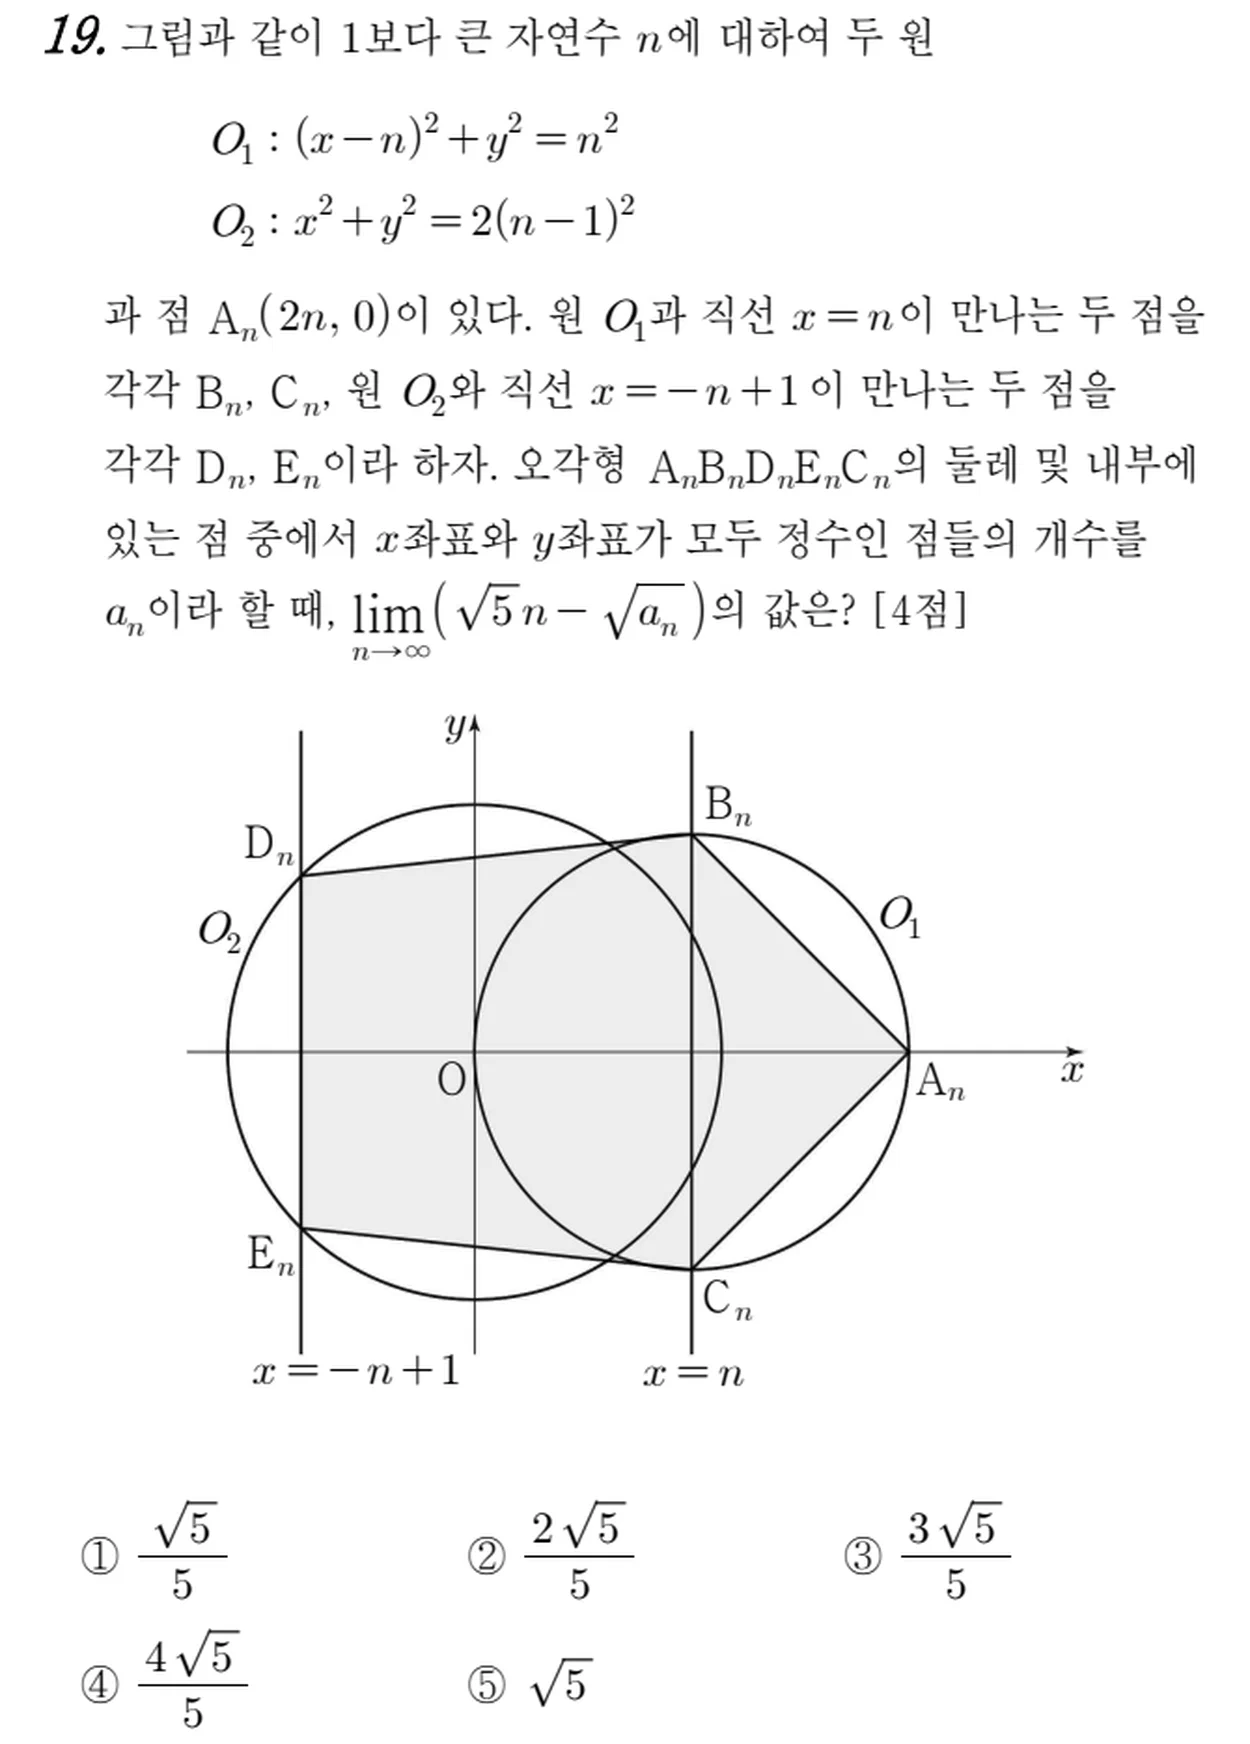 19. 그림과 같이 1보다 큰 자연수 n에 대하여 두 원
O₁ : (x−n)²+y²=n²
O₂ : x²+y²=2(n−1)²
과 점 Aₙ(2n, 0)이 있다. 원 O₁과 직선 x=n이 만나는 두 점을
각각 Bₙ, Cₙ, 원 O₂와 직선 x=−n+1이 만나는 두 점을
각각 Dₙ, Eₙ이라 하자. 오각형 AₙBₙDₙEₙCₙ의 둘레 및 내부에
있는 점 중에서 x좌표와 y좌표가 모두 정수인 점들의 개수를
aₙ이라 할 때, lim(n→∞) (√5n−√aₙ)의 값은? [4점]
y
Bₙ
Dₙ
O₂
O₁
O
Aₙ
x
Eₙ
Cₙ
x=−n+1
x=n
① √5/5
② 2√5/5
③ 3√5/5
④ 4√5/5
⑤ √5